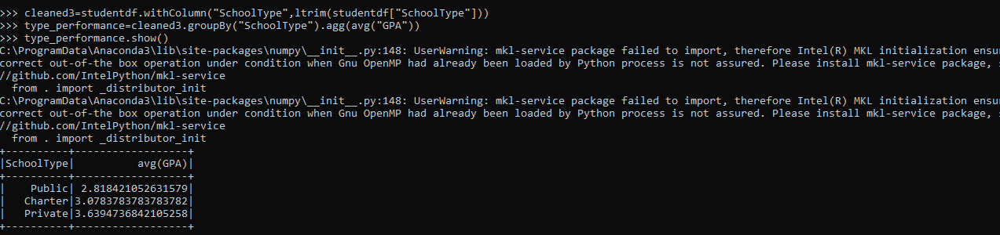 >>> cleaned3=studentdf.withColumn("SchoolType",ltrim(studentdf["SchoolType"]))
>>> type_performance=cleaned3.groupBy("SchoolType").agg(avg("GPA"))
>>> type_performance.show()
C:\ProgramData\Anaconda3\lib\site-packages\numpy\__init__.py:148: UserWarning: mkl-service package failed to import, therefore Intel(R) MKL initialization ensu
correct out-of-the box operation under condition when Gnu OpenMP had already been loaded by Python process is not assured. Please install mkl-service package, s
//github.com/IntelPython/mkl-service
  from . import _distributor_init
C:\ProgramData\Anaconda3\lib\site-packages\numpy\__init__.py:148: UserWarning: mkl-service package failed to import, therefore Intel(R) MKL initialization ensu
correct out-of-the box operation under condition when Gnu OpenMP had already been loaded by Python process is not assured. Please install mkl-service package, s
//github.com/IntelPython/mkl-service
  from . import _distributor_init
+----------+------------------+
|SchoolType|          avg(GPA)|
+----------+------------------+
|    Public| 2.818421052631579|
|   Charter|3.0783783783783782|
|   Private|3.6394736842105258|
+----------+------------------+